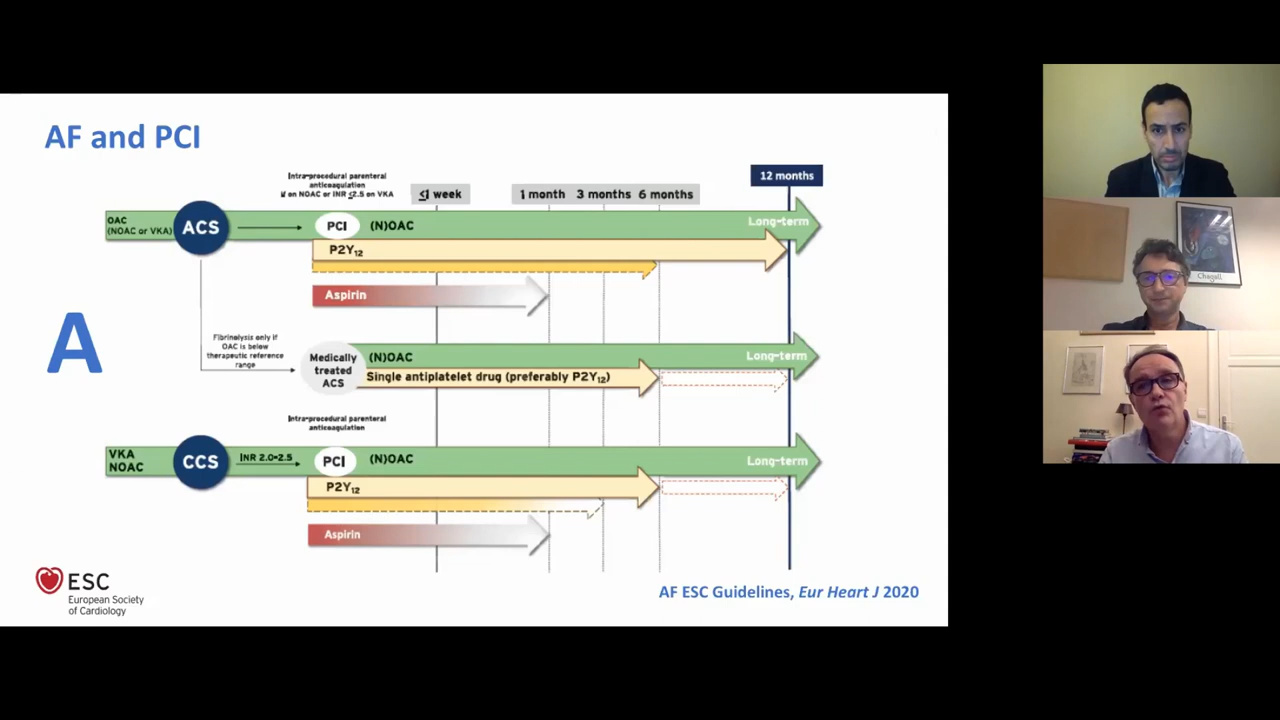 AF and PCI
Intra-procedural parenteral
anticoagulation
if on NOAC or INR ≤2.5 on VKA
≤1 week
1 month
3 months
6 months
12 months
OAC
(NOAC or VKA)
ACS
PCI
(N)OAC
Long-term
P2Y12
Aspirin
A
Fibrinolysis only if
OAC is below
therapeutic reference
range
Medically
treated
ACS
(N)OAC
Long-term
Single antiplatelet drug (preferably P2Y12)
Intra-procedural parenteral
anticoagulation
VKA
NOAC
CCS
INR 2.0-2.5
PCI
(N)OAC
Long-term
P2Y12
Aspirin
ESC
European Society
of Cardiology
AF ESC Guidelines, Eur Heart J 2020
Chagall